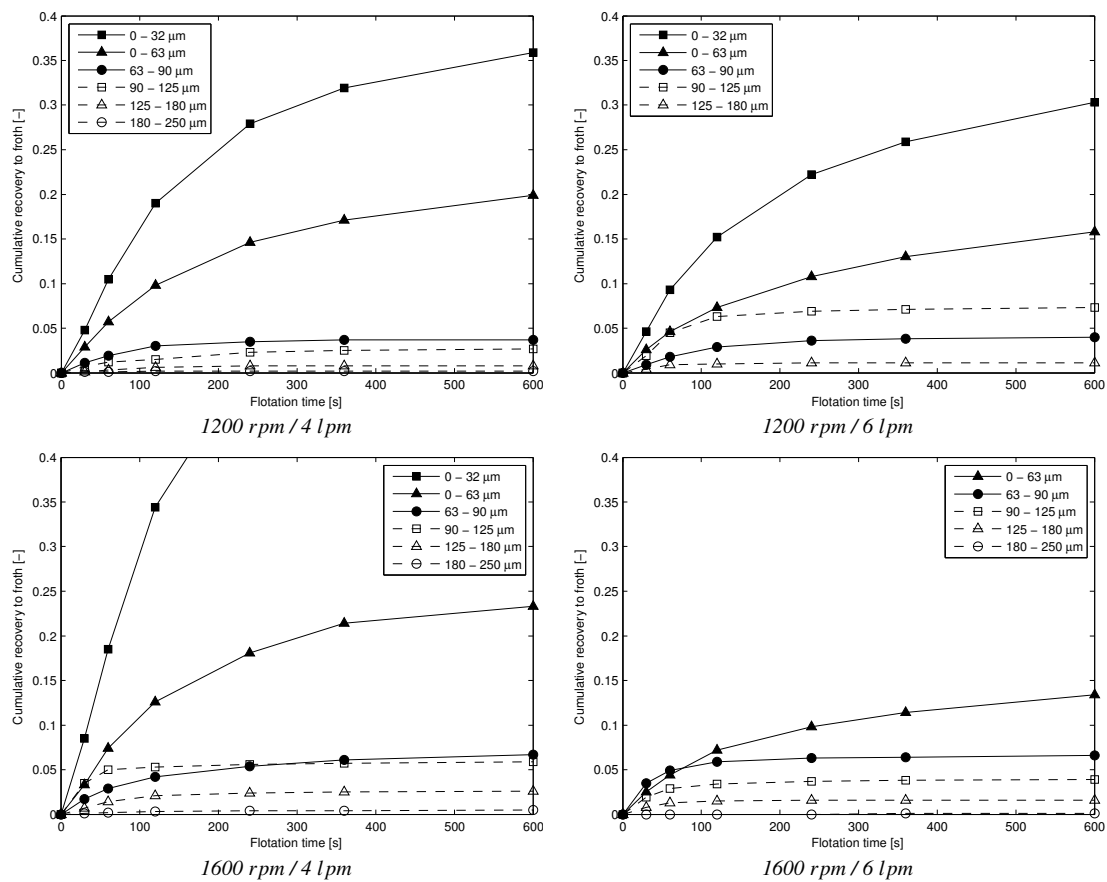 Cumulative recovery to froth [−]
0.4
0.35
0.3
0.25
0.2
0.15
0.1
0.05
0
0 − 32 μm
0 − 63 μm
63 − 90 μm
90 − 125 μm
125 − 180 μm
180 − 250 μm
0 100 200 300 400 500 600
Flotation time [s]
1200 rpm / 4 lpm
Cumulative recovery to froth [−]
0.4
0.35
0.3
0.25
0.2
0.15
0.1
0.05
0
0 − 32 μm
0 − 63 μm
63 − 90 μm
90 − 125 μm
125 − 180 μm
0 100 200 300 400 500 600
Flotation time [s]
1200 rpm / 6 lpm
Cumulative recovery to froth [−]
0.4
0.35
0.3
0.25
0.2
0.15
0.1
0.05
0
0 − 32 μm
0 − 63 μm
63 − 90 μm
90 − 125 μm
125 − 180 μm
180 − 250 μm
0 100 200 300 400 500 600
Flotation time [s]
1600 rpm / 4 lpm
Cumulative recovery to froth [−]
0.4
0.35
0.3
0.25
0.2
0.15
0.1
0.05
0
0 − 63 μm
63 − 90 μm
90 − 125 μm
125 − 180 μm
180 − 250 μm
0 100 200 300 400 500 600
Flotation time [s]
1600 rpm / 6 lpm